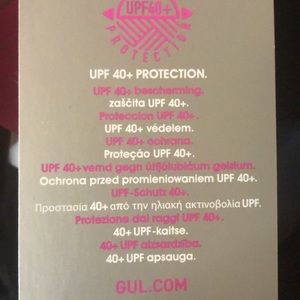 UPF40+
PROTECTION
UPF 40+ PROTECTION.
UPF 40+ bescherming.
zaščita UPF 40+.
Proteccion UPF 40+.
UPF 40+ védelem.
UPF 40+ ochrana.
Proteção UPF 40+.
UPF 40+vernd gegn útfjólubláum geislum.
Ochrona przed promieniowaniem UPF 40+.
UPF-Schutz 40+.
Προστασία 40+ από την ηλιακή ακτινοβολία UPF.
Protezione dai raggi UPF 40+.
40+ UPF-kaitse.
40+ UPF aizsardzība.
40+ UPF apsauga.
GUL.COM